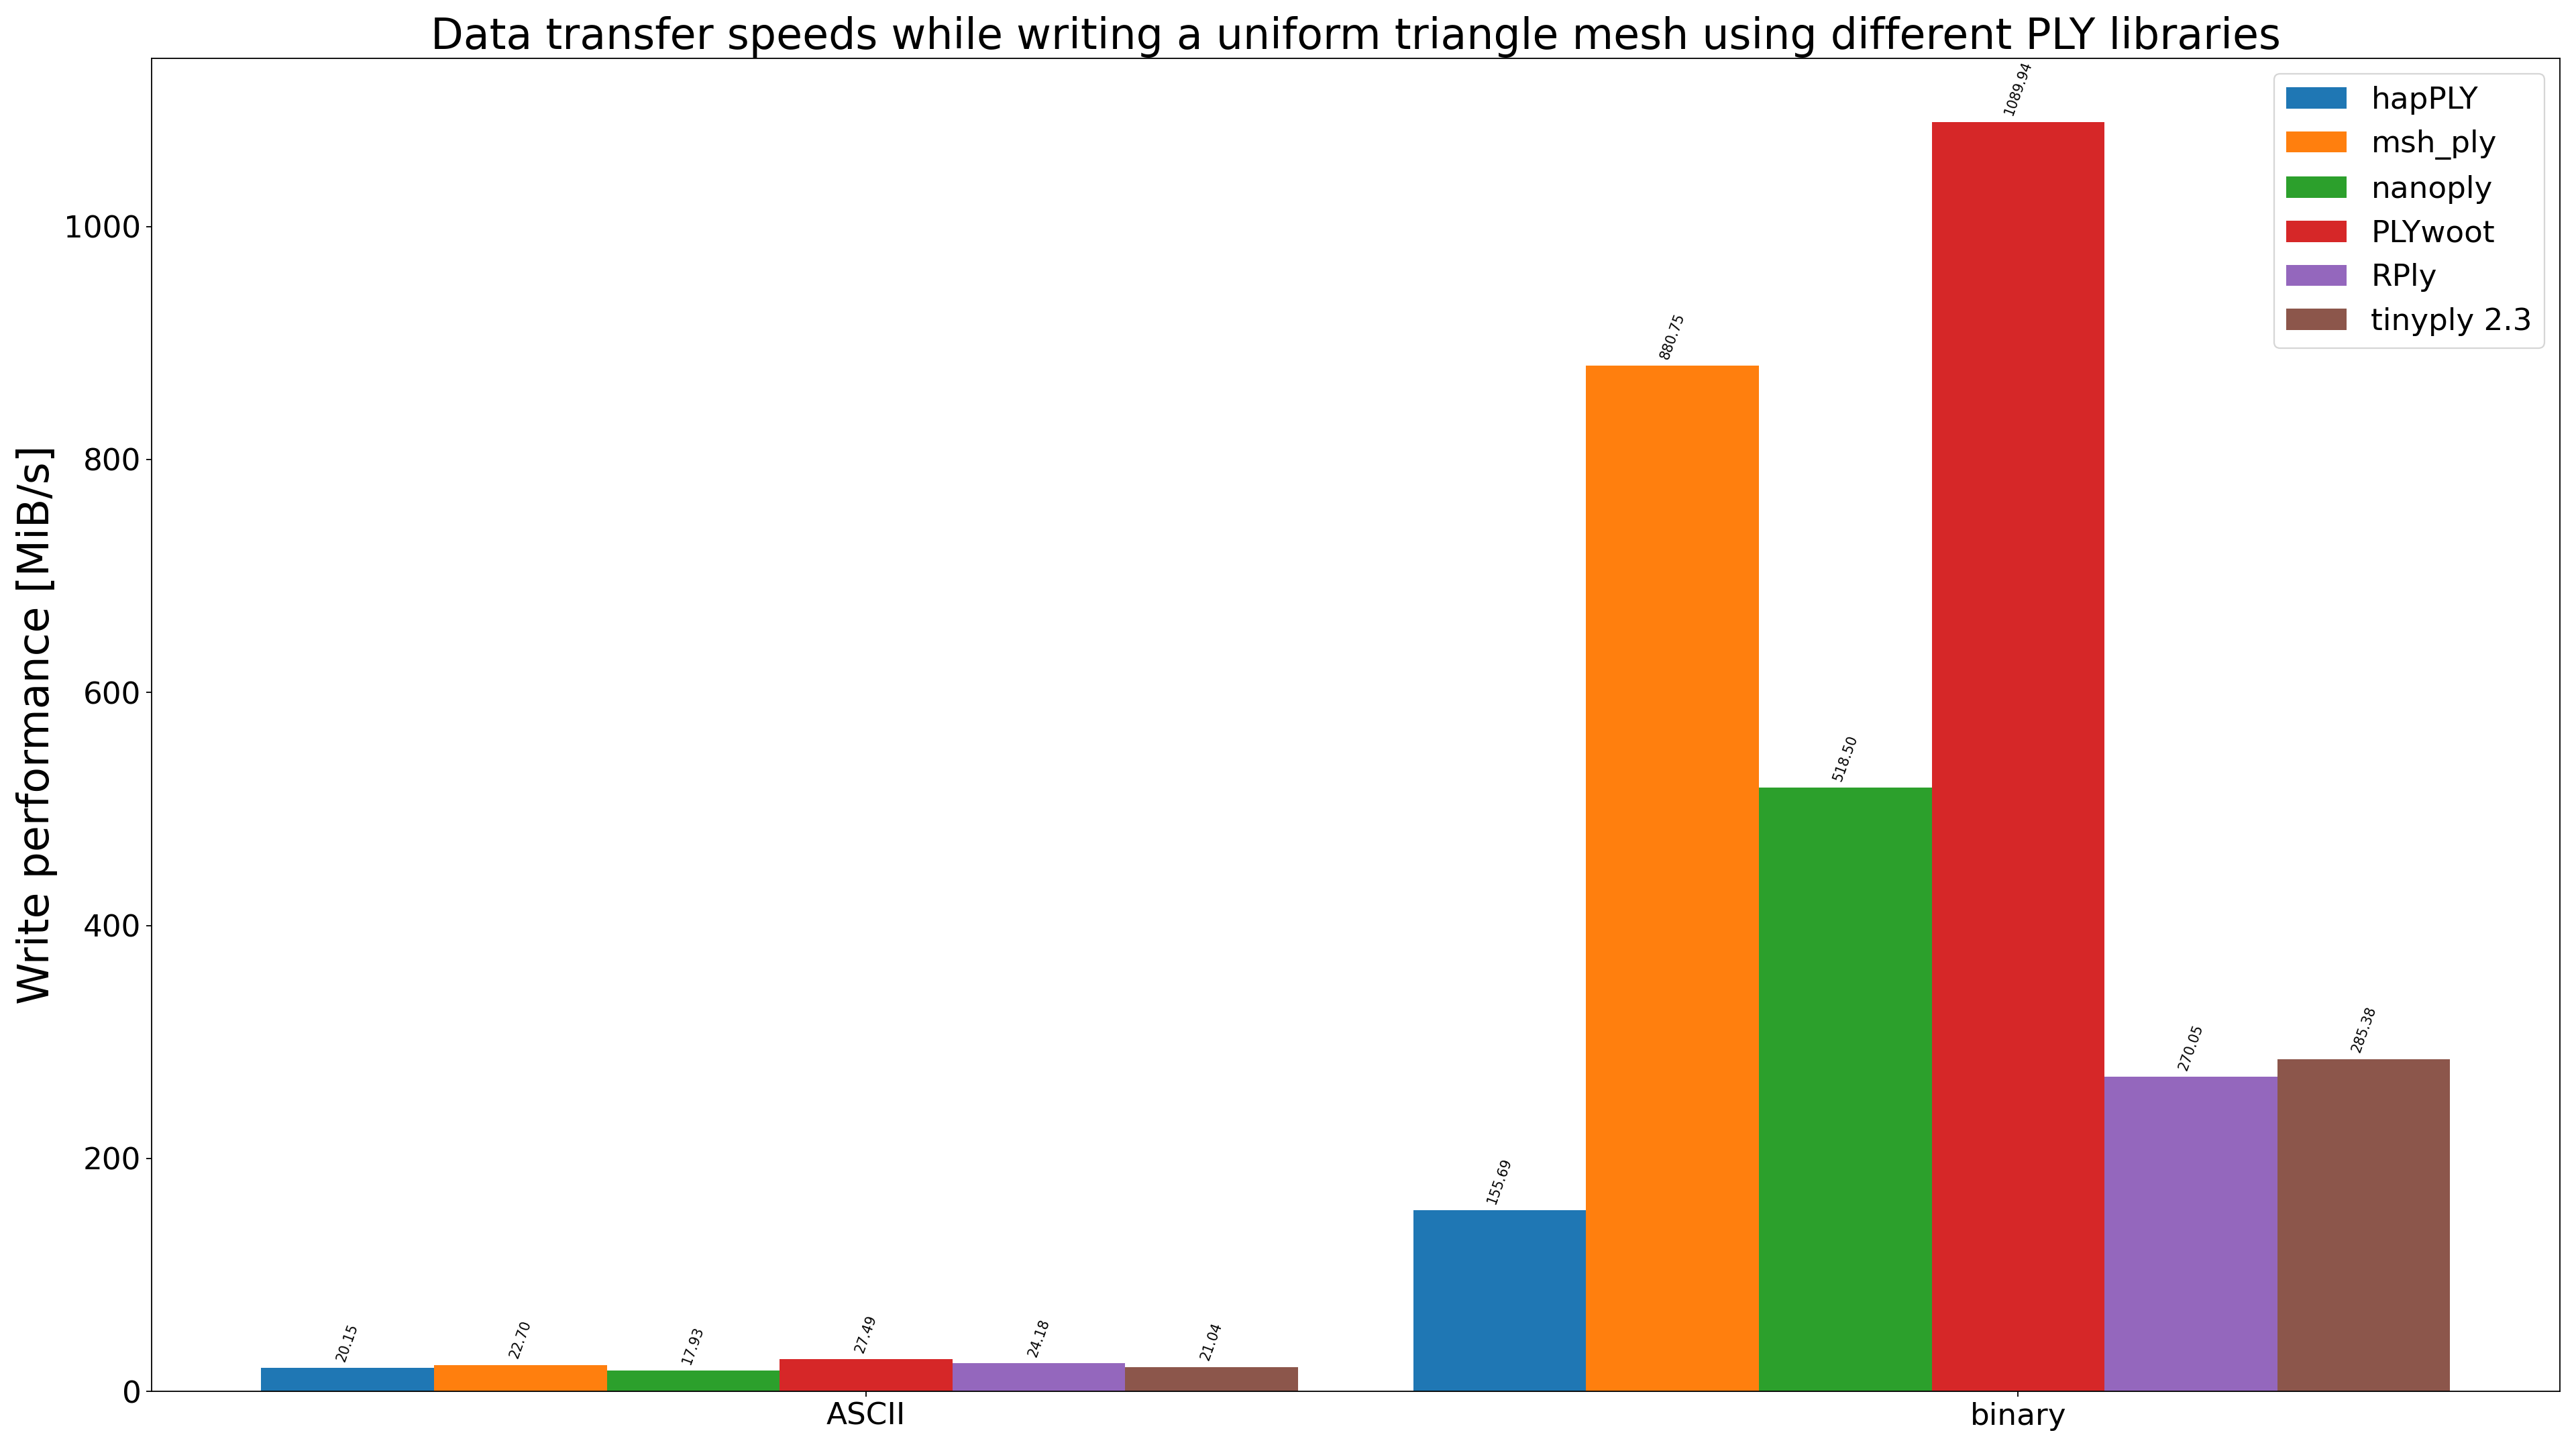 Data transfer speeds while writing a uniform triangle mesh using different PLY libraries
Write performance [MiB/s]
1000
800
600
400
200
0
20.15
22.70
17.93
27.49
24.18
21.04
155.69
880.75
518.50
1089.94
270.05
285.38
ASCII
binary
hapPLY
msh_ply
nanoply
PLYwoot
RPly
tinyply 2.3